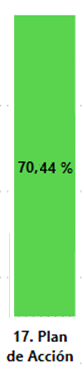 70,44 %
17. Plan
de Acción